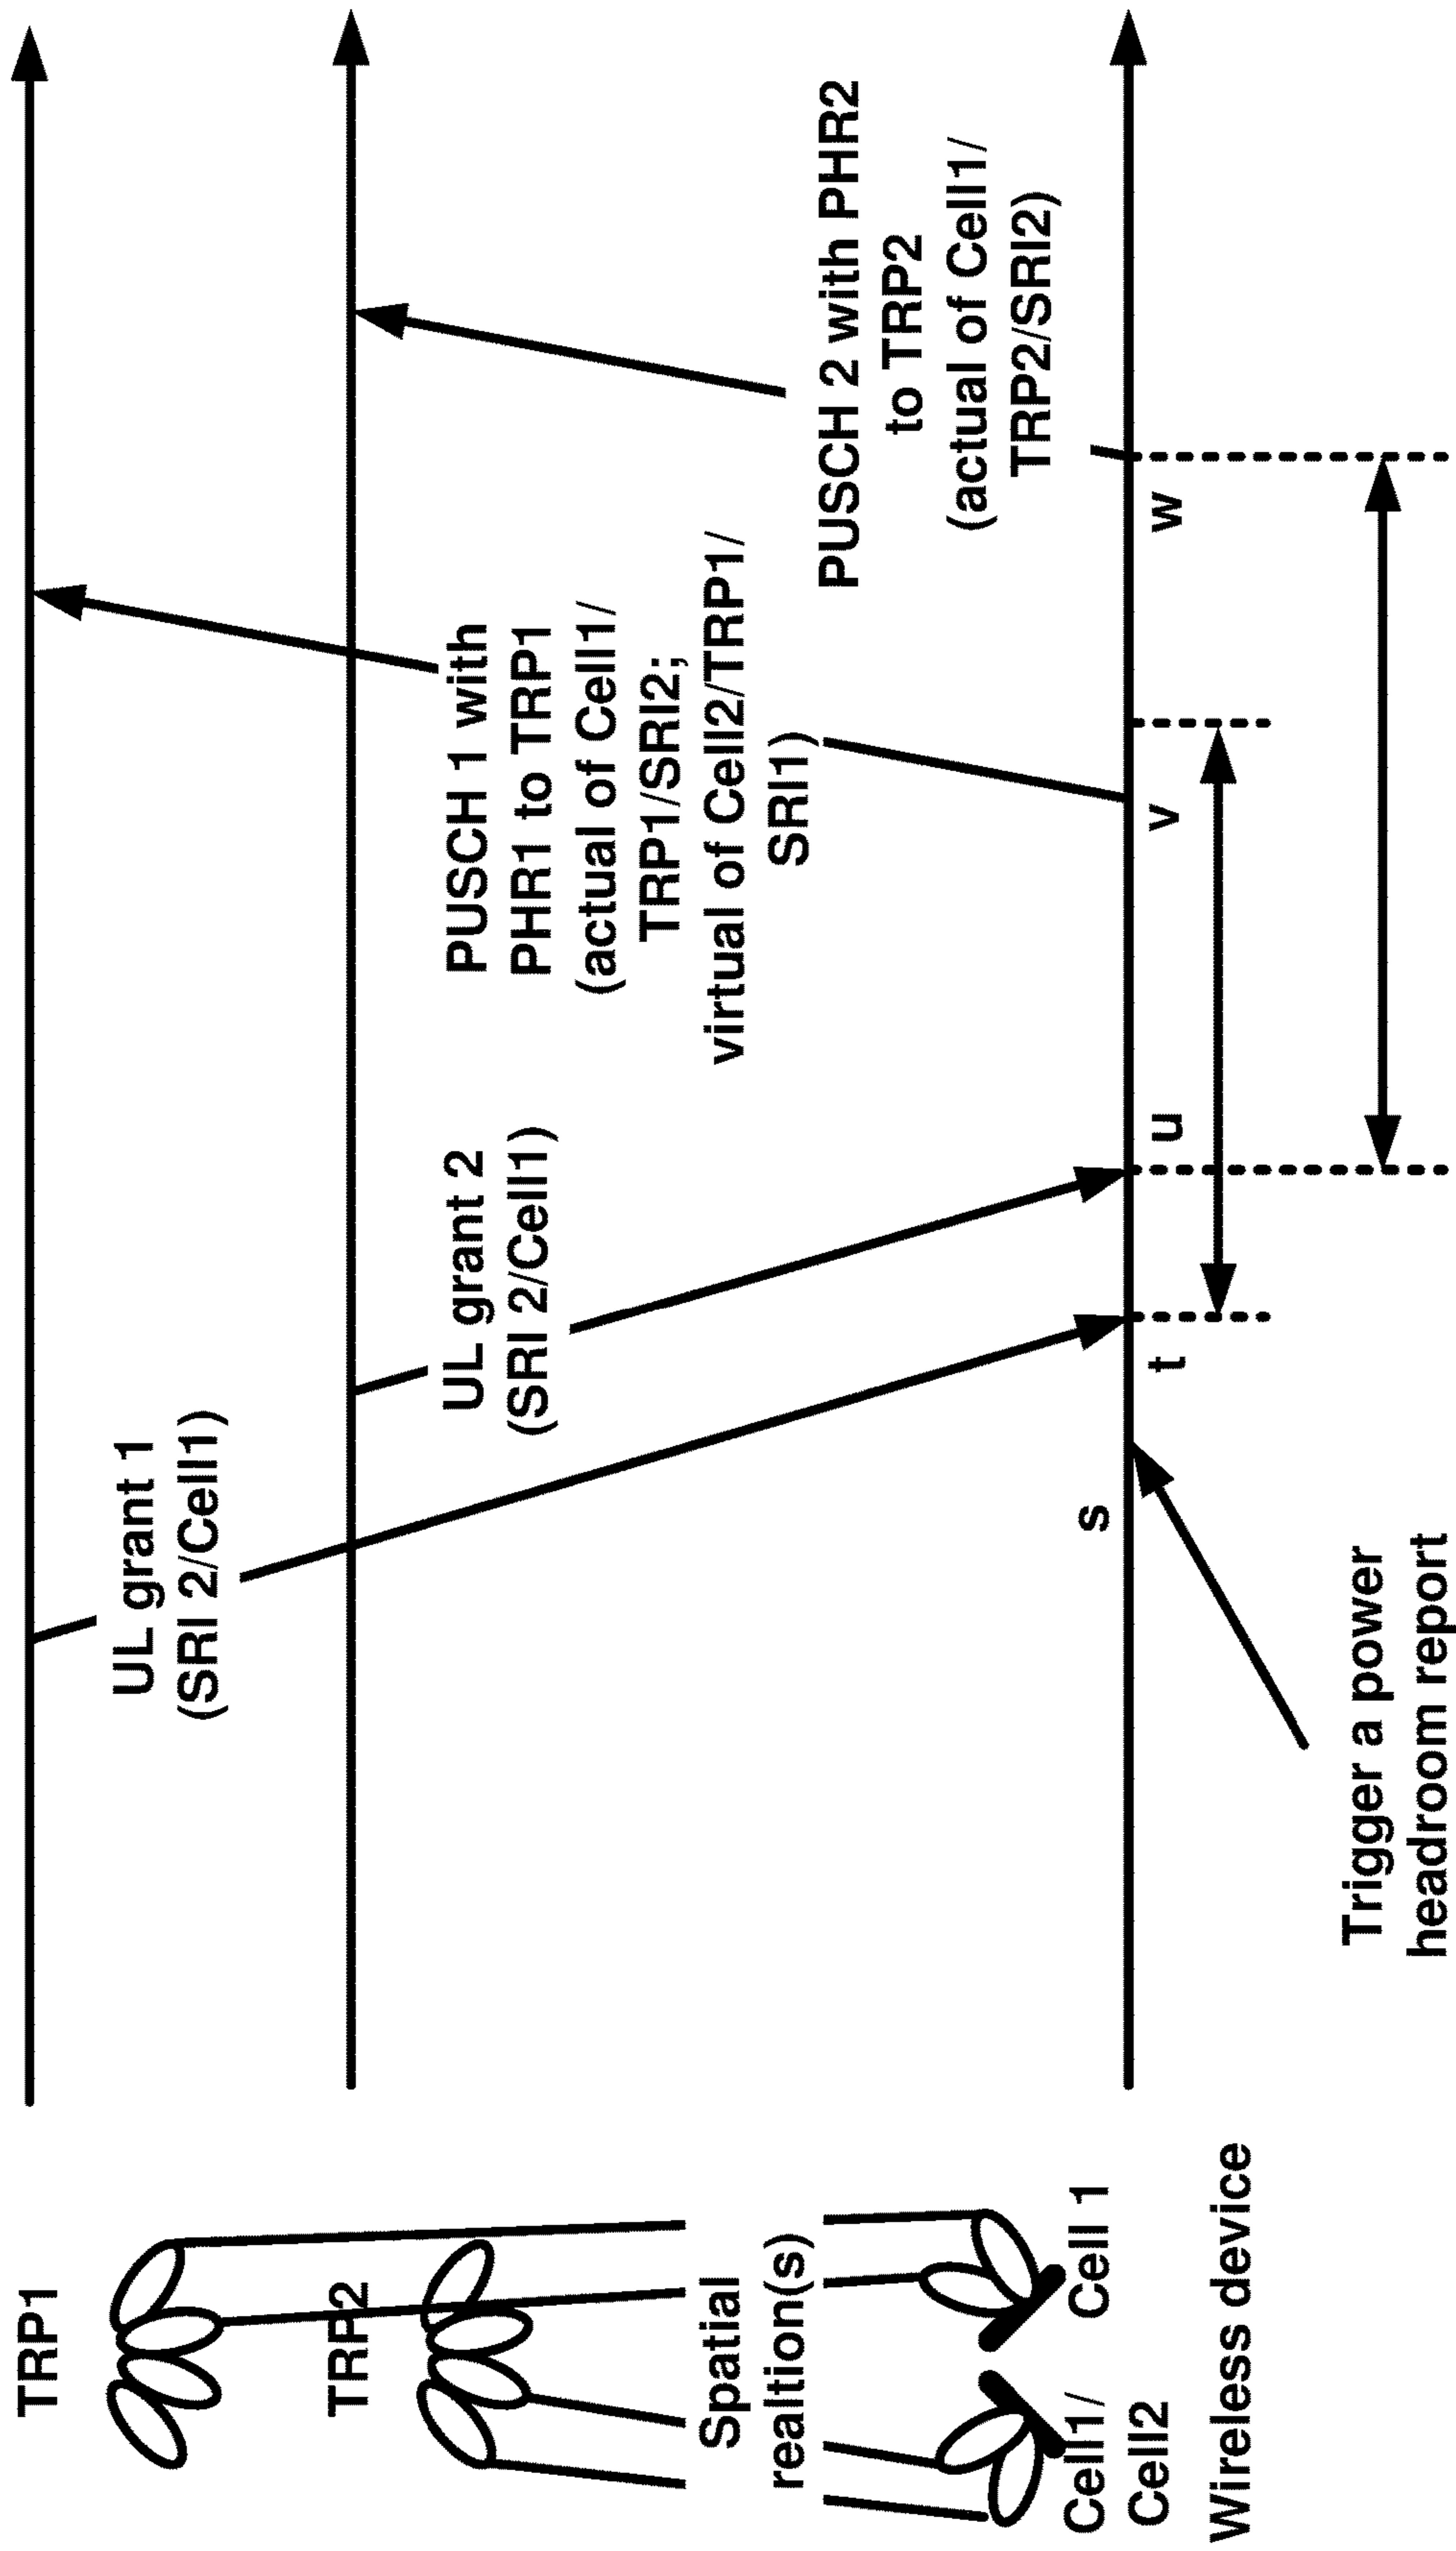 TRP1
TRP2
Spatial
realtion(s)
Cell1/
Cell2
Cell 1
Wireless device
UL grant 1
(SRI 2/Cell1)
UL grant 2
(SRI 2/Cell1)
PUSCH 1 with
PHR1 to TRP1
(actual of Cell1/
TRP1/SRI2;
virtual of Cell2/TRP1/
SRI1)
PUSCH 2 with PHR2
to TRP2
(actual of Cell1/
TRP2/SRI2)
s
t
u
v
w
Trigger a power
headroom report